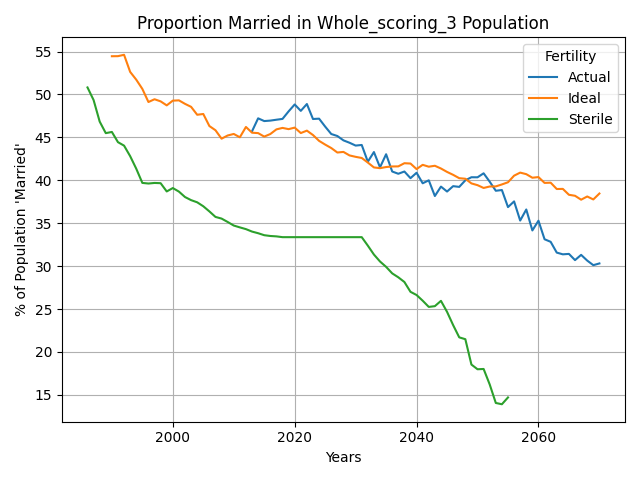 Proportion Married in Whole_scoring_3 Population
% of Population 'Married'
55
50
45
40
35
30
25
20
15
Fertility
Actual
Ideal
Sterile
2000
2020
2040
2060
Years